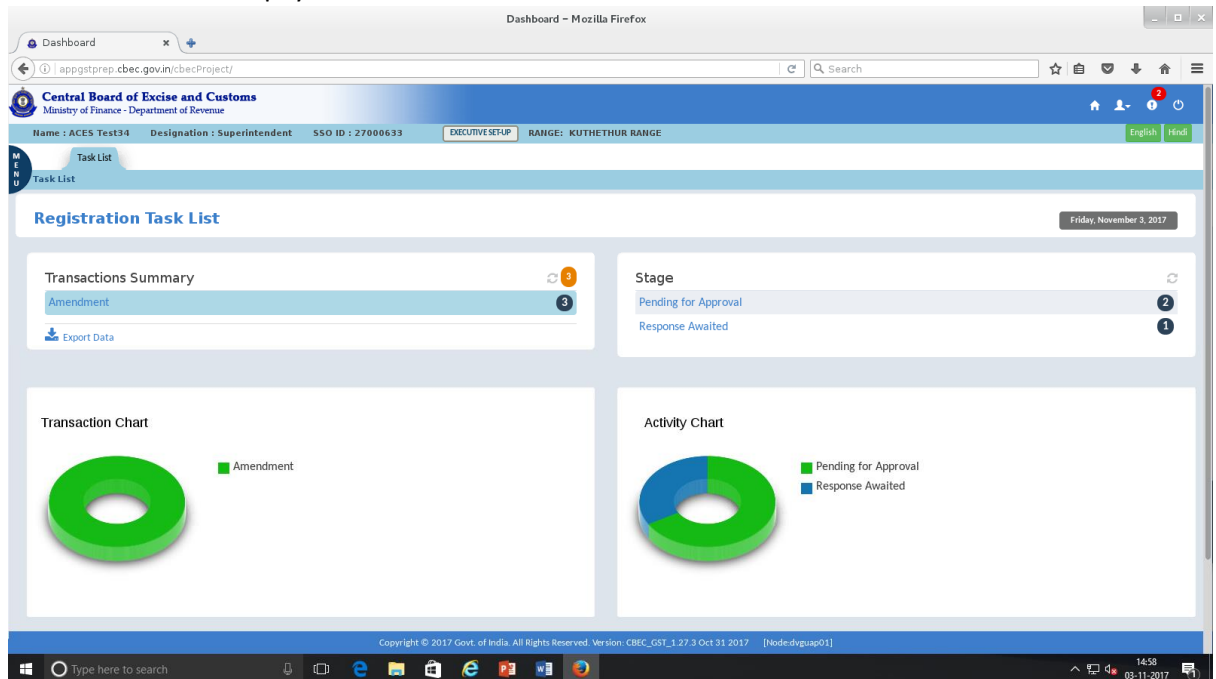 Dashboard - Mozilla Firefox
Dashboard
appgstprep.cbec.gov.in/cbecProject/
Search
Central Board of Excise and Customs
Ministry of Finance - Department of Revenue
2
Name : ACES Test34 Designation : Superintendent SSO ID : 27000633 EXECUTIVE SET-UP RANGE: KUTHETHUR RANGE English Hindi
MENU
Task List
Task List
Registration Task List
Friday, November 3, 2017
Transactions Summary 3
Amendment 3
Export Data
Stage
Pending for Approval 2
Response Awaited 1
Transaction Chart
Amendment
Activity Chart
Pending for Approval
Response Awaited
Copyright © 2017 Govt. of India. All Rights Reserved. Version: CBEC_GST_1.27.3 Oct 31 2017 [Node:dvguap01]
Type here to search
14:58
03-11-2017